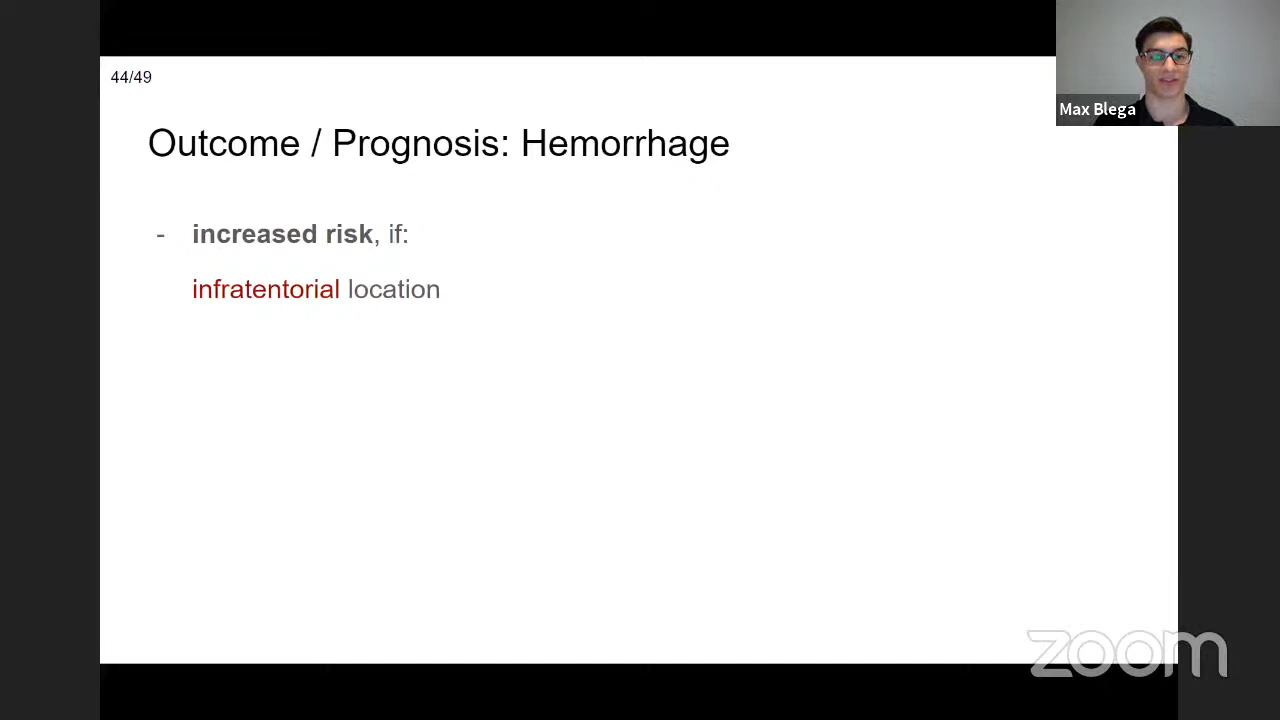 44/49
Max Blega
Outcome / Prognosis: Hemorrhage
- increased risk, if:
infratentorial location
zoom